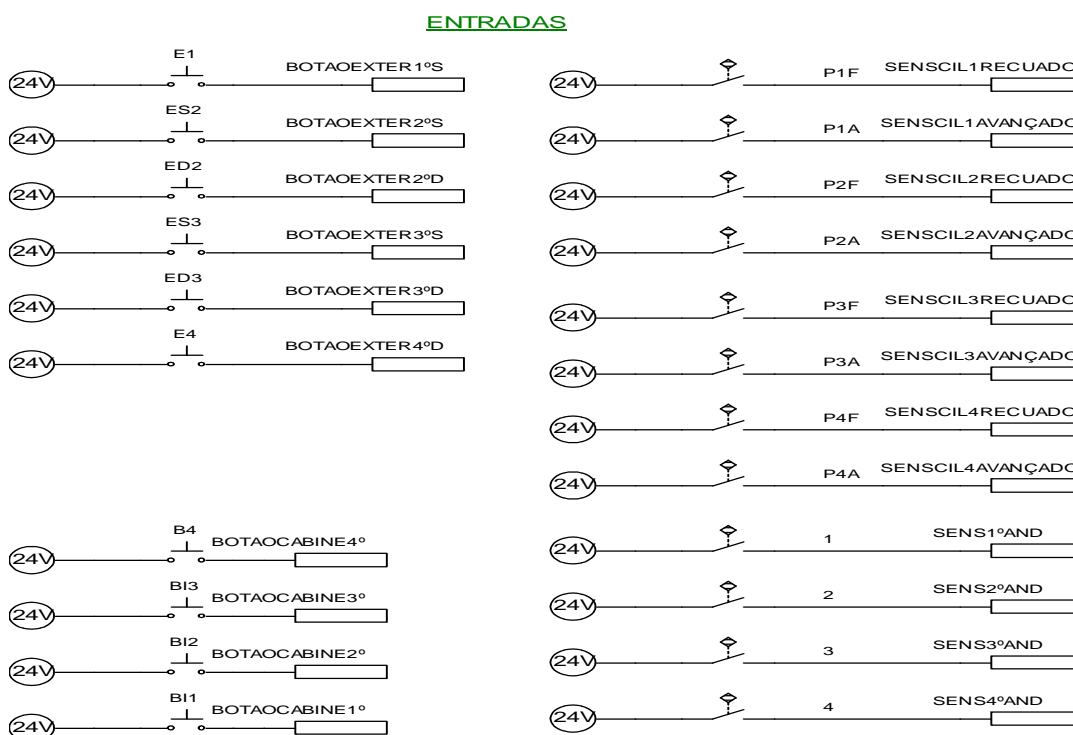 ENTRADAS
E1
24V BOTAOEXTER1ºS
ES2
24V BOTAOEXTER2ºS
ED2
24V BOTAOEXTER2ºD
ES3
24V BOTAOEXTER3ºS
ED3
24V BOTAOEXTER3ºD
E4
24V BOTAOEXTER4ºD
B4
24V BOTAOCABINE4º
BI3
24V BOTAOCABINE3º
BI2
24V BOTAOCABINE2º
BI1
24V BOTAOCABINE1º
24V P1F SENSCIL1RECUADO
24V P1A SENSCIL1AVANÇADO
24V P2F SENSCIL2RECUADO
24V P2A SENSCIL2AVANÇADO
24V P3F SENSCIL3RECUADO
24V P3A SENSCIL3AVANÇADO
24V P4F SENSCIL4RECUADO
24V P4A SENSCIL4AVANÇADO
24V 1 SENS1ºAND
24V 2 SENS2ºAND
24V 3 SENS3ºAND
24V 4 SENS4ºAND